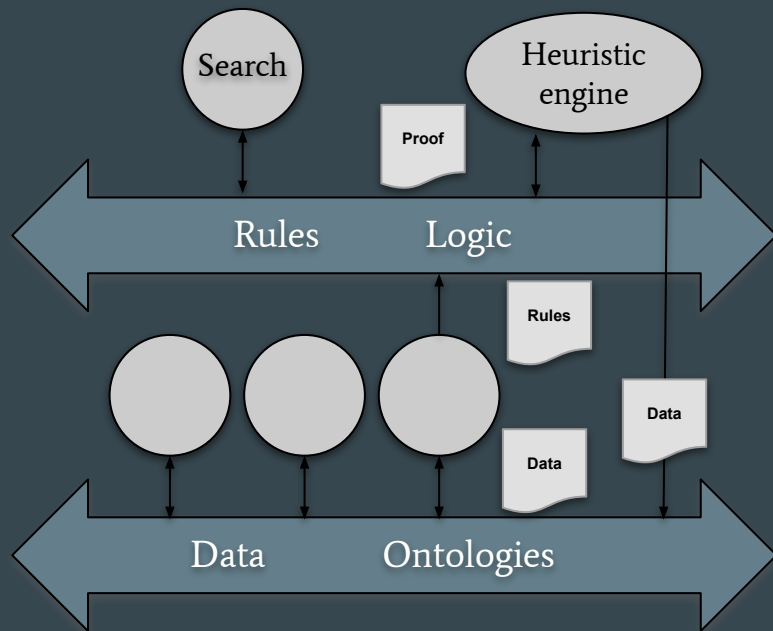 Search
Heuristic
engine
Proof
Rules Logic
Rules
Data
Data
Data Ontologies